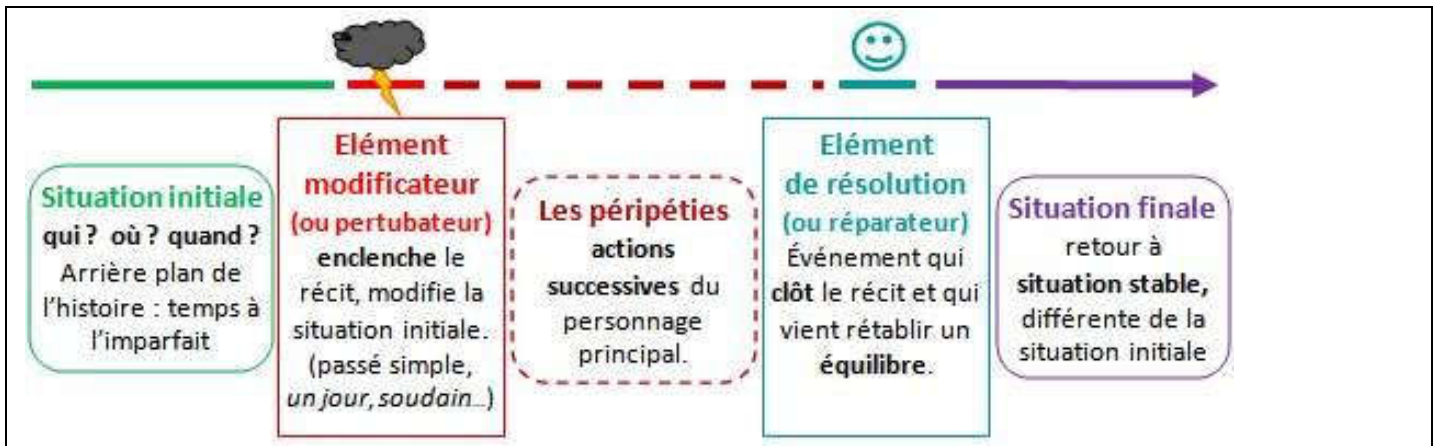 Situation initiale
qui ? où ? quand ?
Arrière plan de
l'histoire : temps à
l'imparfait
Elément
modificateur
(ou pertubateur)
enclenche le
récit, modifie la
situation initiale.
(passé simple,
un jour, soudain...)
Les péripéties
actions
successives du
personnage
principal.
Elément
de résolution
(ou réparateur)
Événement qui
clôt le récit et qui
vient rétablir un
équilibre.
Situation finale
retour à
situation stable,
différente de la
situation initiale